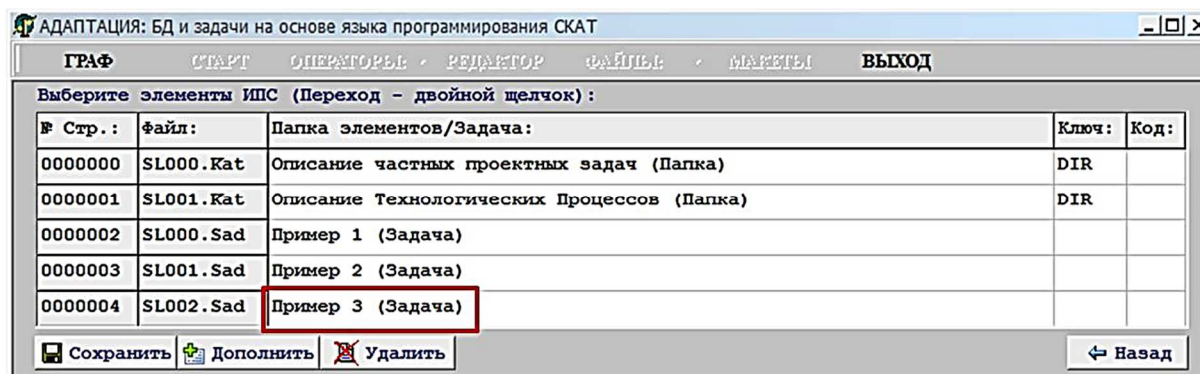 АДАПТАЦИЯ: БД и задачи на основе языка программирования СКАТ
ГРАФ СТАРТ ОПЕРАТОРЫ: РЕДАКТОР ФАЙЛЫ: МАКЕТЫ ВЫХОД
Выберите элементы ИПС (Переход - двойной щелчок):
№ Стр.: Файл: Папка элементов/Задача: Ключ: Код:
0000000 SL000.Kat Описание частных проектных задач (Папка) DIR
0000001 SL001.Kat Описание Технологических Процессов (Папка) DIR
0000002 SL000.Sad Пример 1 (Задача)
0000003 SL001.Sad Пример 2 (Задача)
0000004 SL002.Sad Пример 3 (Задача)
Сохранить Дополнить Удалить Назад